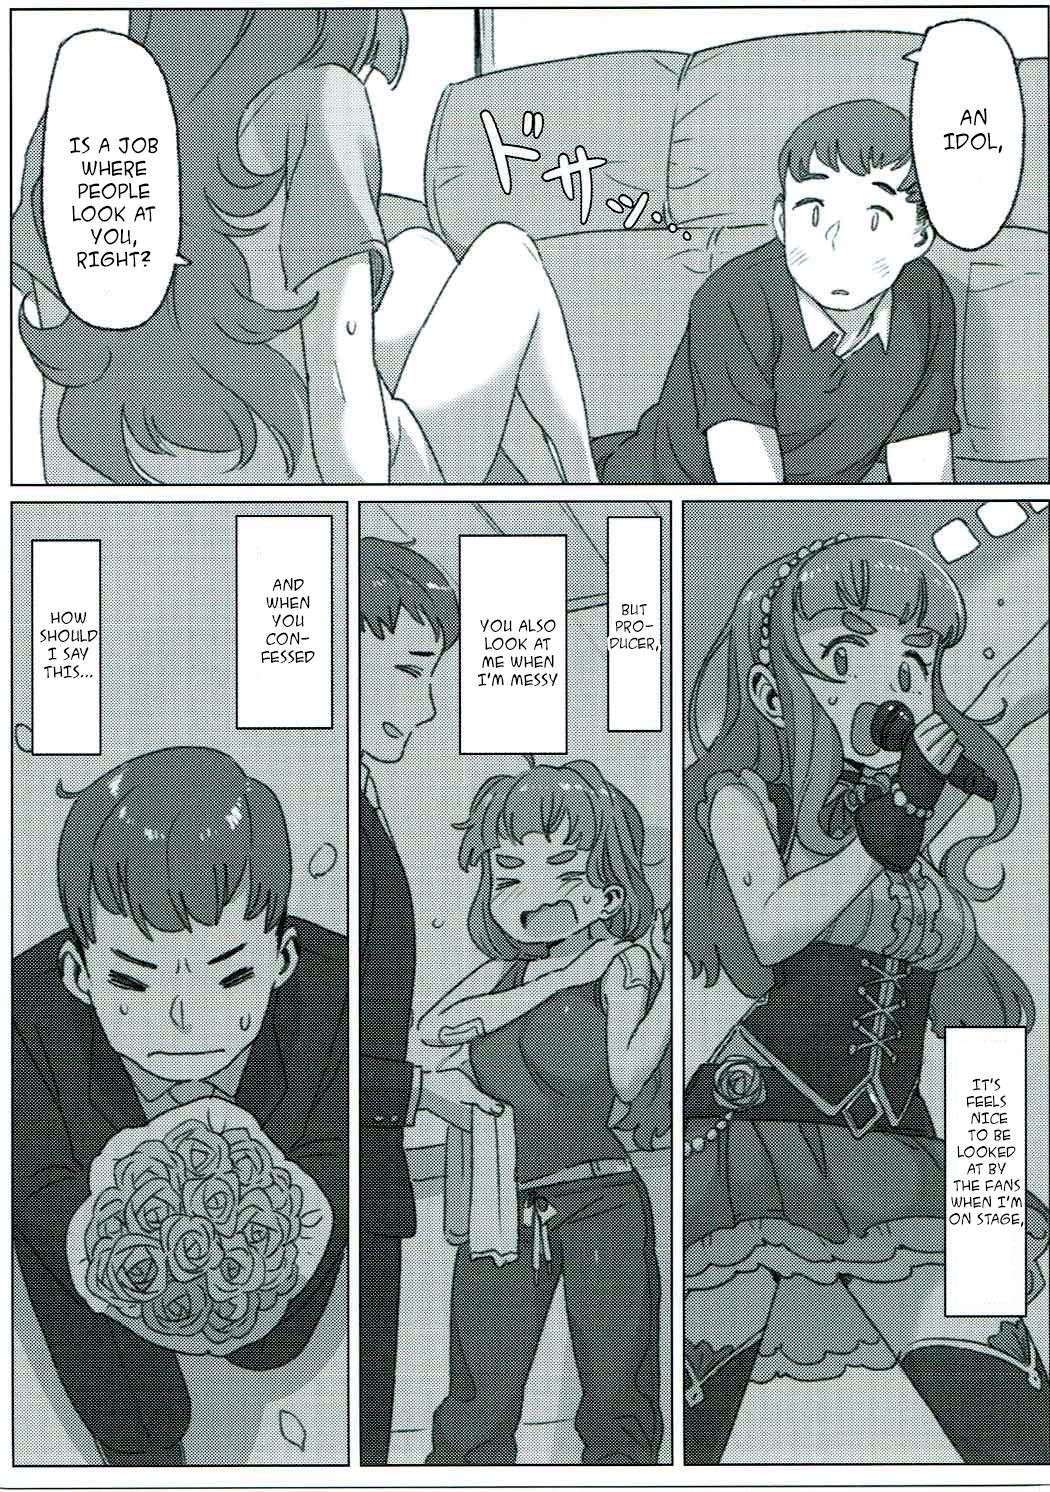 AN
IDOL,
IS A JOB
WHERE
PEOPLE
LOOK AT
YOU,
RIGHT?
ドサッ…
IT'S
FEELS
NICE
TO BE
LOOKED
AT BY
THE FANS
WHEN I'M
ON STAGE,
BUT
PRO-
DUCER,
YOU ALSO
LOOK AT
ME WHEN
I'M MESSY
AND
WHEN
YOU
CON-
FESSED
HOW
SHOULD
I SAY
THIS...